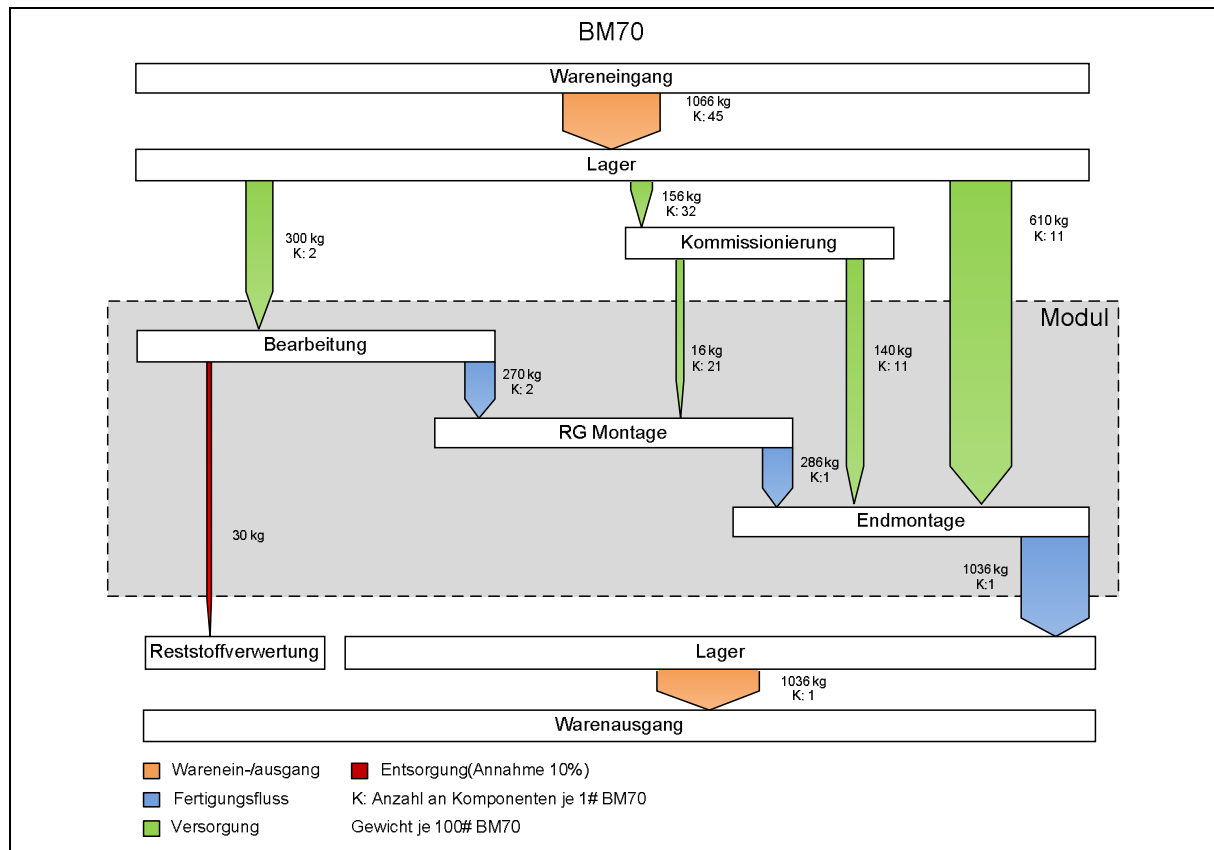 BM70
Wareneingang
1066 kg
K: 45
Lager
156 kg
K: 32
610 kg
K: 11
300 kg
K: 2
Kommissionierung
Modul
Bearbeitung
16 kg
K: 21
140 kg
K: 11
270 kg
K: 2
RG Montage
286 kg
K:1
Endmontage
30 kg
1036 kg
K:1
Reststoffverwertung
Lager
1036 kg
K: 1
Warenausgang
Warenein-/ausgang
Entsorgung(Annahme 10%)
Fertigungsfluss
K: Anzahl an Komponenten je 1# BM70
Versorgung
Gewicht je 100# BM70